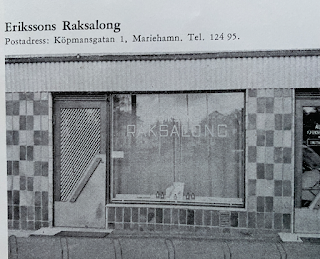 Erikssons Raksalong
Postadress: Köpmansgatan 1, Mariehamn. Tel. 124 95.
RAKSALONG